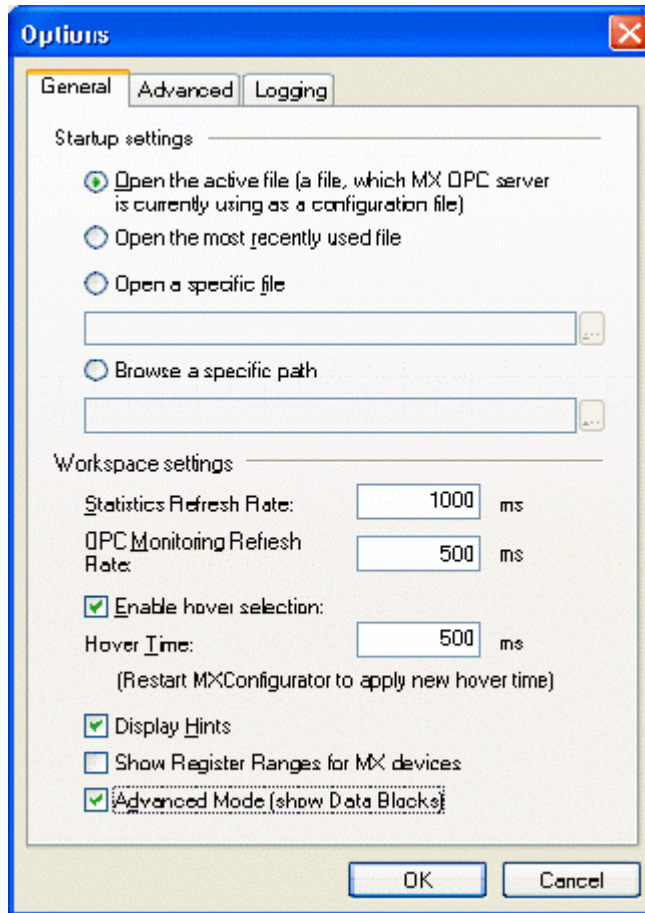 Options
General Advanced Logging
Startup settings
Open the active file (a file, which MX OPC server
is currently using as a configuration file)
Open the most recently used file
Open a specific file
...
Browse a specific path
...
Workspace settings
Statistics Refresh Rate: 1000 ms
OPC Monitoring Refresh
Rate: 500 ms
Enable hover selection:
Hover Time: 500 ms
(Restart MXConfigurator to apply new hover time)
Display Hints
Show Register Ranges for MX devices
Advanced Mode (show Data Blocks)
OK Cancel